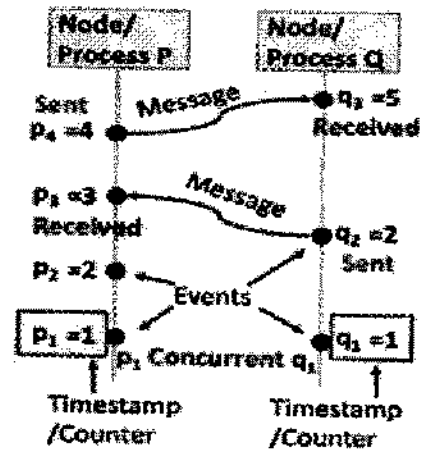 Node/
Process P
Node/
Process Q
Sent
p₄ =4
Message
q₃ =5
Received
p₃ =3
Received
Message
q₂ =2
Sent
p₂ =2
Events
p₁ =1
p₁ Concurrent q₁
q₁ =1
Timestamp
/Counter
Timestamp
/Counter